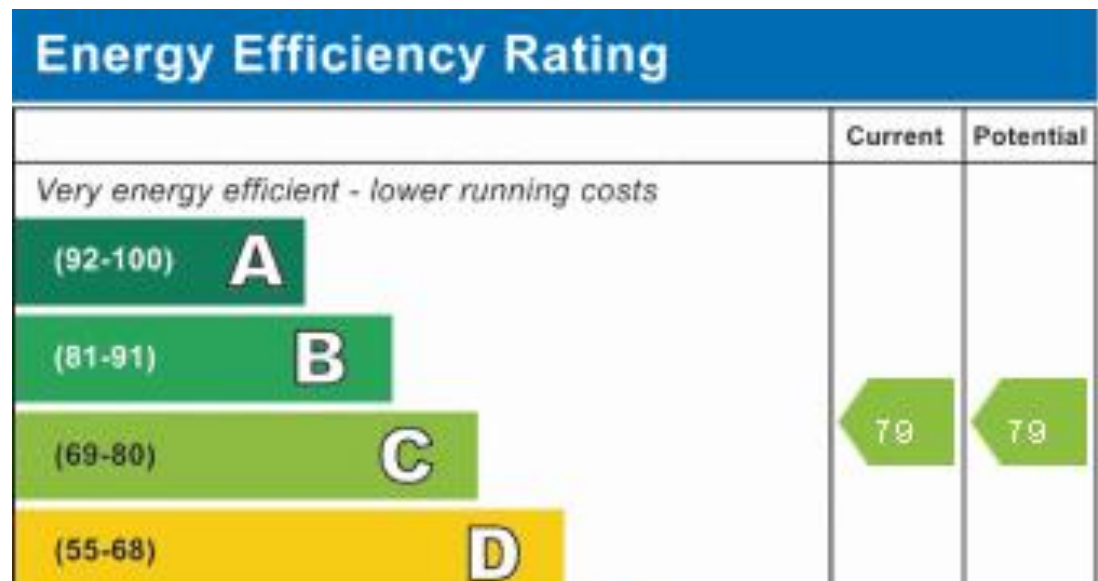 Energy Efficiency Rating
Current Potential
Very energy efficient - lower running costs
(92-100) A
(81-91) B
(69-80) C 79 79
(55-68) D